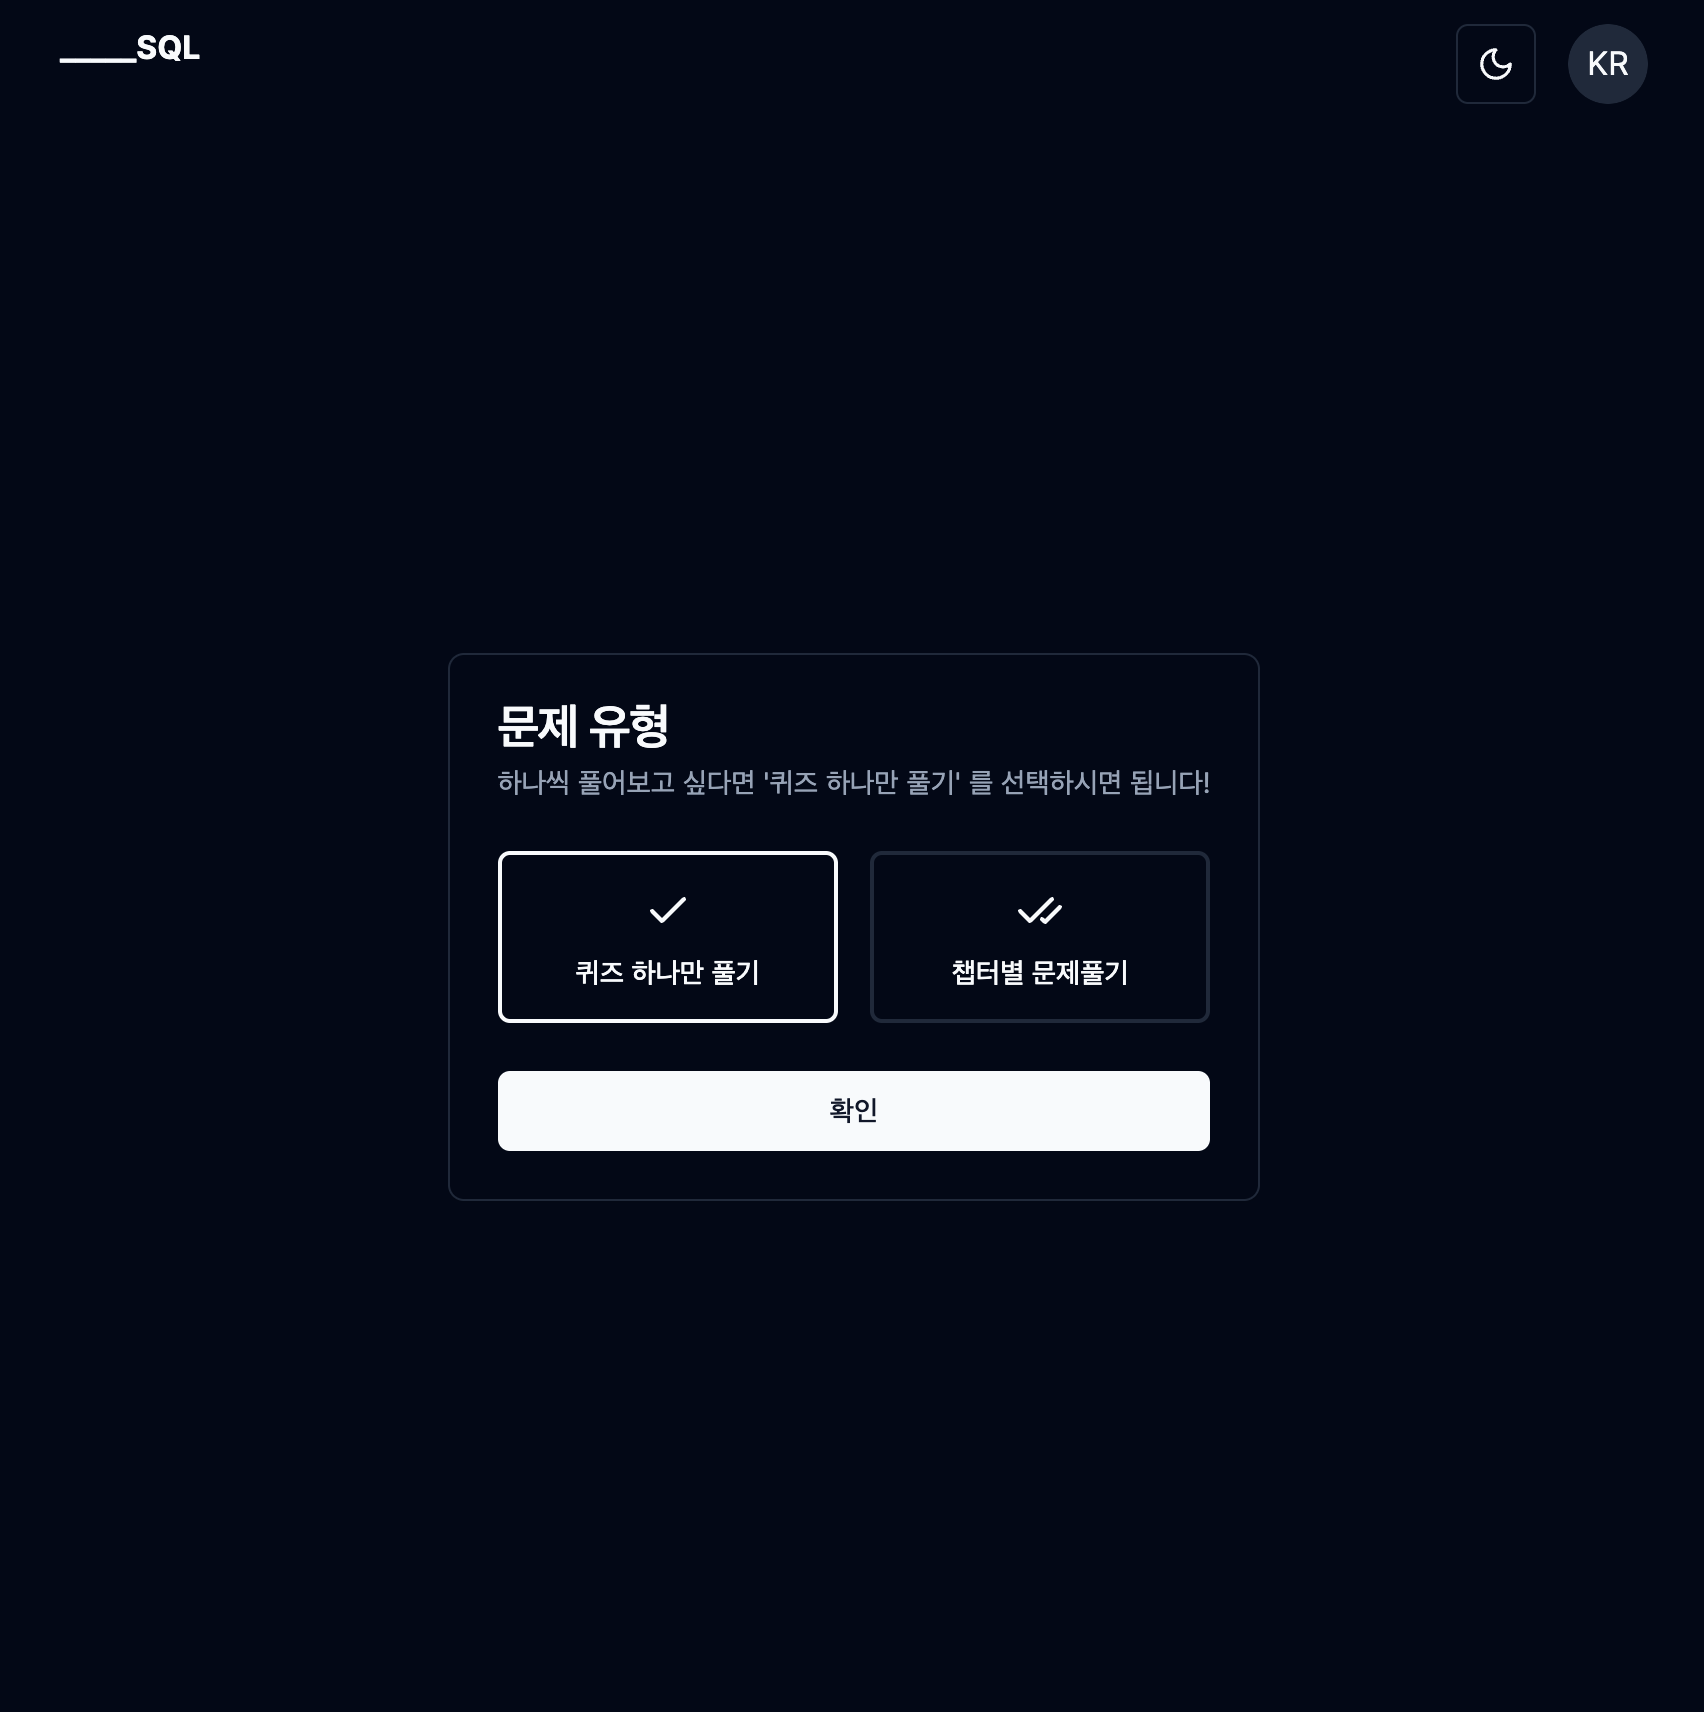 _____SQL
KR
문제 유형
하나씩 풀어보고 싶다면 '퀴즈 하나만 풀기' 를 선택하시면 됩니다!
퀴즈 하나만 풀기
챕터별 문제풀기
확인